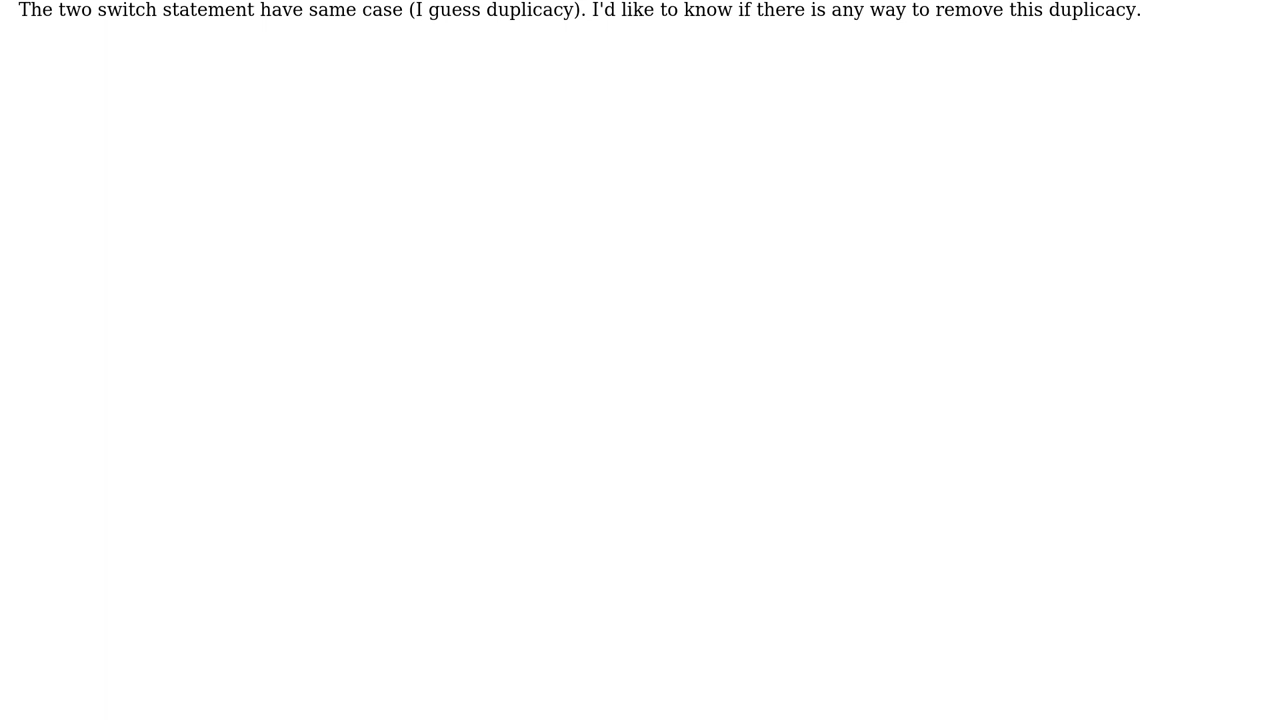 The two switch statement have same case (I guess duplicacy). I'd like to know if there is any way to remove this duplicacy.